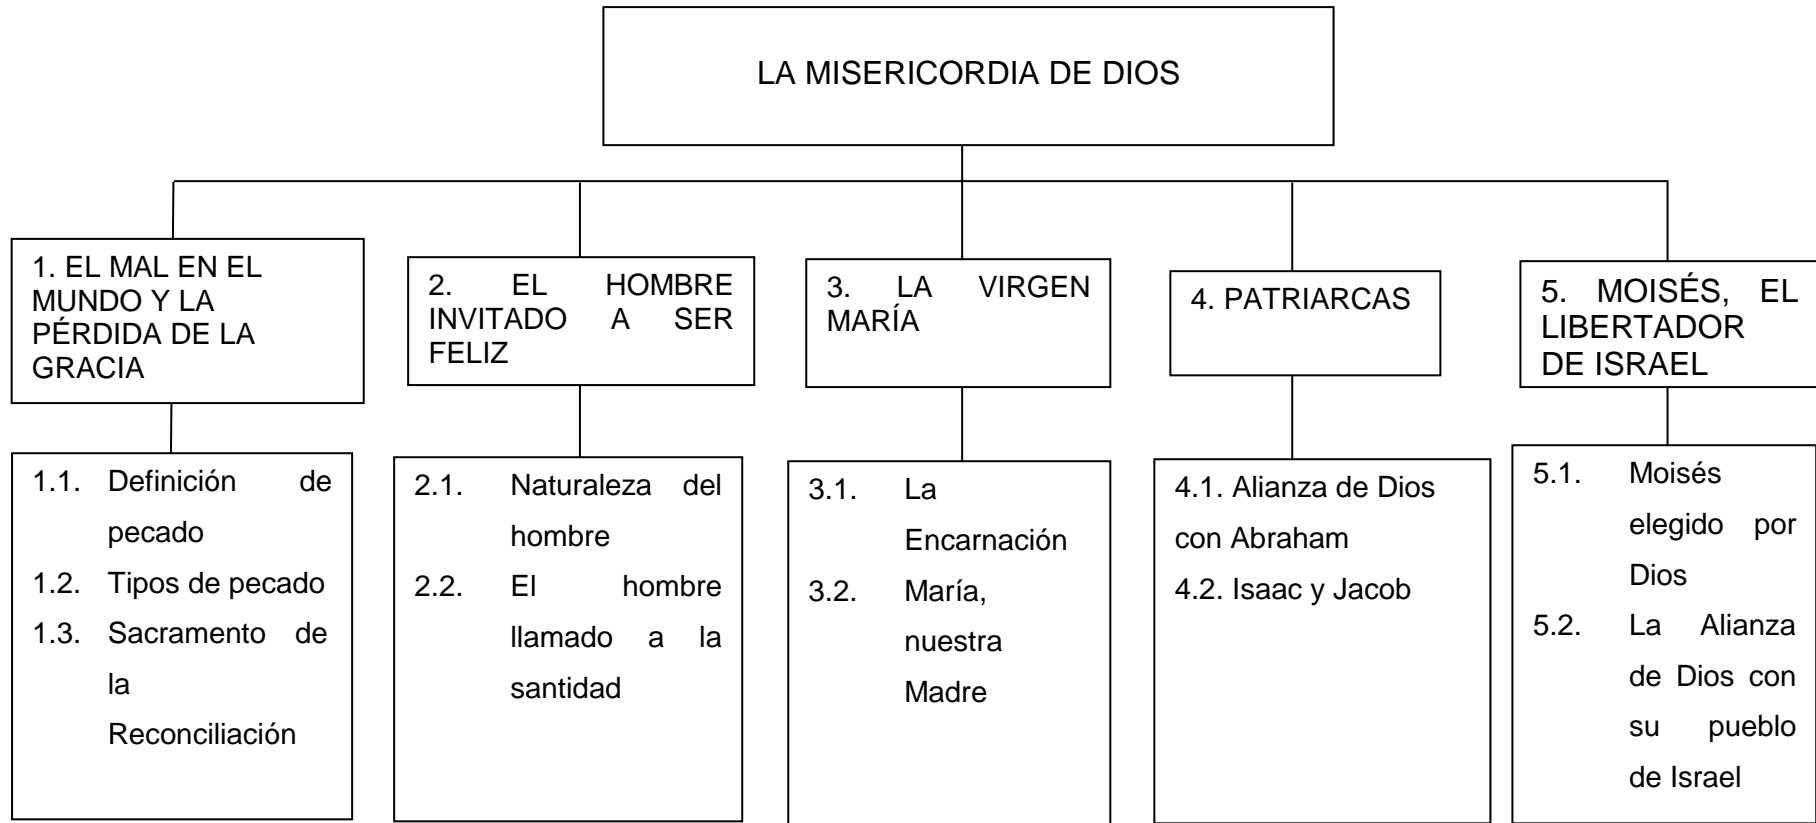 LA MISERICORDIA DE DIOS
1. EL MAL EN EL
MUNDO Y LA
PÉRDIDA DE LA
GRACIA
2. EL HOMBRE
INVITADO A SER
FELIZ
3. LA VIRGEN
MARÍA
4. PATRIARCAS
5. MOISÉS, EL
LIBERTADOR
DE ISRAEL
1.1. Definición de
pecado
1.2. Tipos de pecado
1.3. Sacramento de
la
Reconciliación
2.1. Naturaleza del
hombre
2.2. El hombre
llamado a la
santidad
3.1. La
Encarnación
3.2. María,
nuestra
Madre
4.1. Alianza de Dios
con Abraham
4.2. Isaac y Jacob
5.1. Moisés
elegido por
Dios
5.2. La Alianza
de Dios con
su pueblo
de Israel